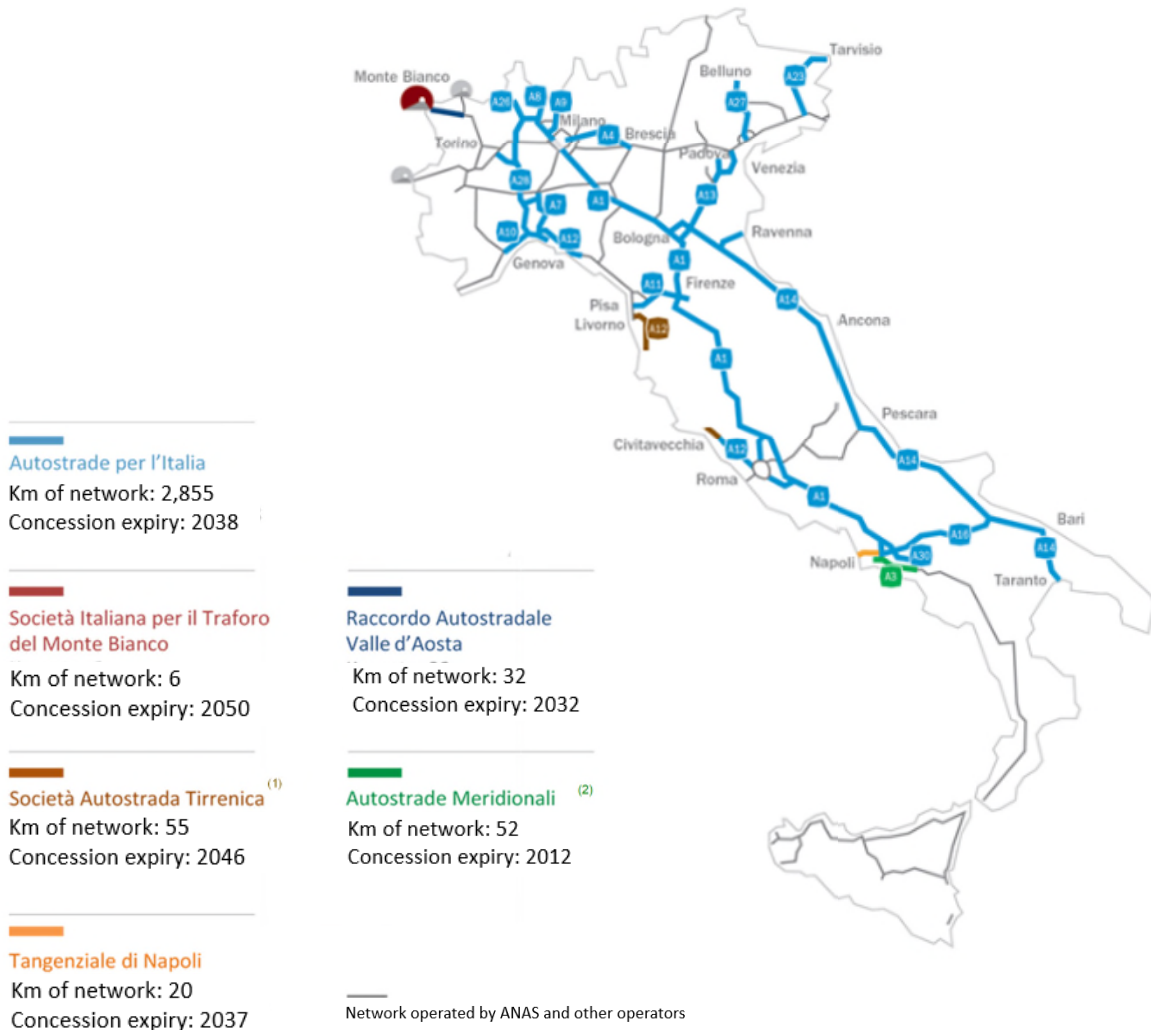 Tarvisio
Monte Bianco
Belluno
A23
A26
A8
A9
A27
Milano
Torino
A4
Brescia
Padova
Venezia
A26
A7
A1
A13
A10
A12
Bologna
Ravenna
Genova
A1
A11
Firenze
Pisa
A14
Livorno
A12
Ancona
A1
Pescara
Civitavecchia
A12
A14
Roma
A1
Bari
A16
A14
Napoli
A30
A3
Taranto
Autostrade per l'Italia
Km of network: 2,855
Concession expiry: 2038
Società Italiana per il Traforo
del Monte Bianco
Km of network: 6
Concession expiry: 2050
Raccordo Autostradale
Valle d'Aosta
Km of network: 32
Concession expiry: 2032
Società Autostrada Tirrenica (1)
Km of network: 55
Concession expiry: 2046
Autostrade Meridionali (2)
Km of network: 52
Concession expiry: 2012
Tangenziale di Napoli
Km of network: 20
Concession expiry: 2037
Network operated by ANAS and other operators